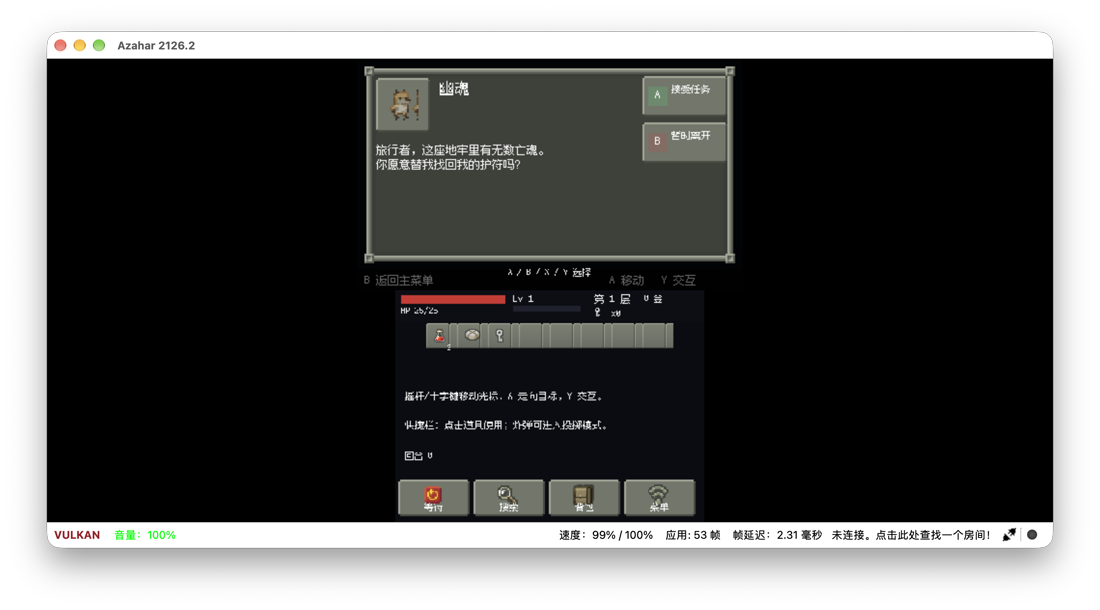 Azahar 2126.2
幽魂
A 接受任务
B 暂时离开
旅行者，这座地牢里有无数亡魂。
你愿意替我找回我的护符吗？
A / B / X / Y 选择
B 返回主菜单
A 移动 Y 交互
Lv 1
第 1 层
0 金
HP 25/25
x0
2
摇杆/十字键移动光标，A 走向目标，Y 交互。
快捷栏：点击道具使用；炸弹可进入投掷模式。
回合 0
等待
搜索
背包
菜单
VULKAN 音量：100% 速度：99% / 100% 应用：53 帧 帧延迟：2.31 毫秒 未连接。点击此处查找一个房间！